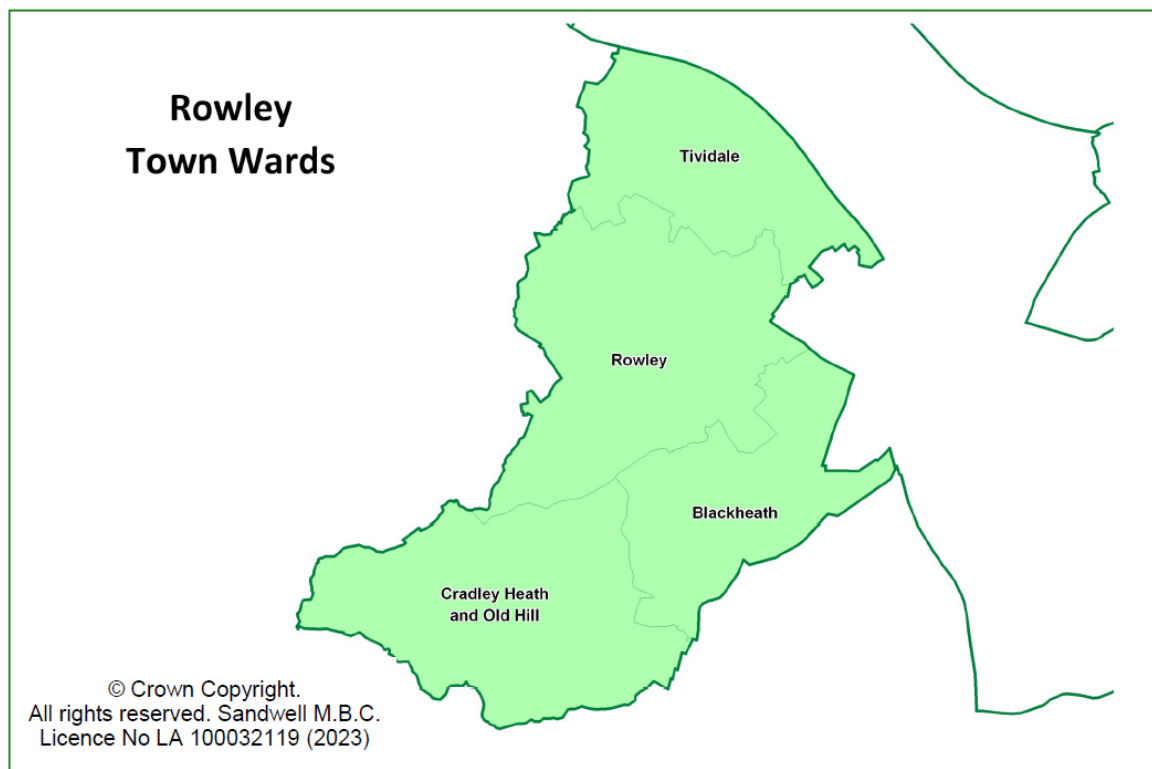 Rowley
Town Wards
Tividale
Rowley
Blackheath
Cradley Heath
and Old Hill
© Crown Copyright.
All rights reserved. Sandwell M.B.C.
Licence No LA 100032119 (2023)